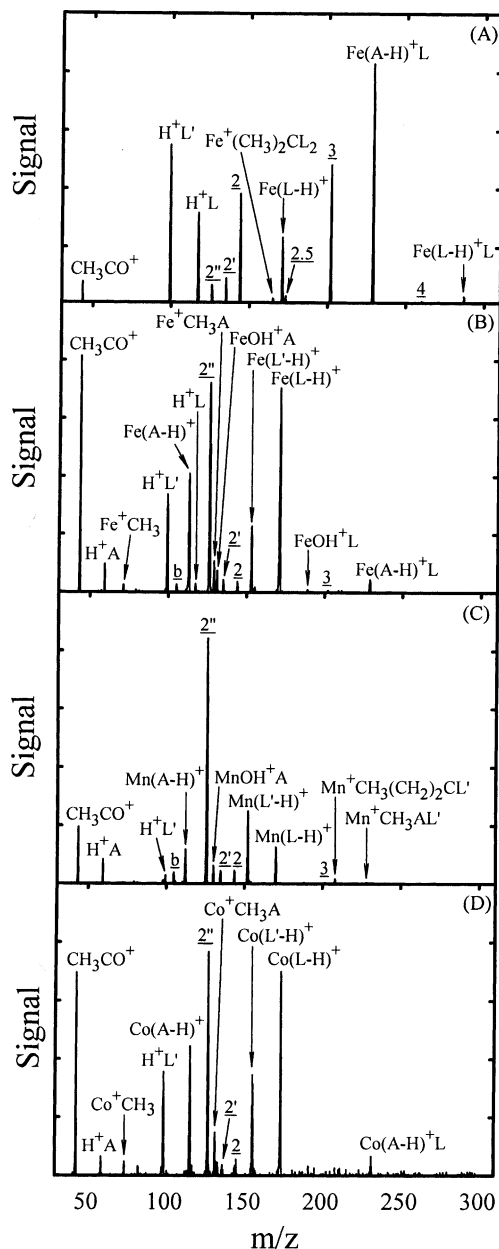 (A)
Fe(A-H)⁺L
H⁺L'
Fe⁺(CH₃)₂CL₂
3
2
Fe(L-H)⁺
H⁺L
2.5
2'
2"
Fe(L-H)⁺L
CH₃CO⁺
4
Signal
(B)
Fe⁺CH₃A
FeOH⁺A
CH₃CO⁺
Fe(L'-H)⁺
2"
H⁺L
Fe(L-H)⁺
Fe(A-H)⁺
H⁺L'
Fe⁺CH₃
2'
FeOH⁺L
H⁺A
b
2
3
Fe(A-H)⁺L
Signal
(C)
2"
Mn(A-H)⁺
MnOH⁺A
Mn⁺CH₃(CH₂)₂CL'
Mn(L'-H)⁺
CH₃CO⁺
Mn⁺CH₃AL'
H⁺L'
Mn(L-H)⁺
H⁺A
b
2'
2
3
Signal
(D)
Co⁺CH₃A
2"
Co(L'-H)⁺
CH₃CO⁺
Co(L-H)⁺
Co(A-H)⁺
H⁺L'
Co⁺CH₃
2'
H⁺A
2
Co(A-H)⁺L
Signal
50 100 150 200 250 300
m/z